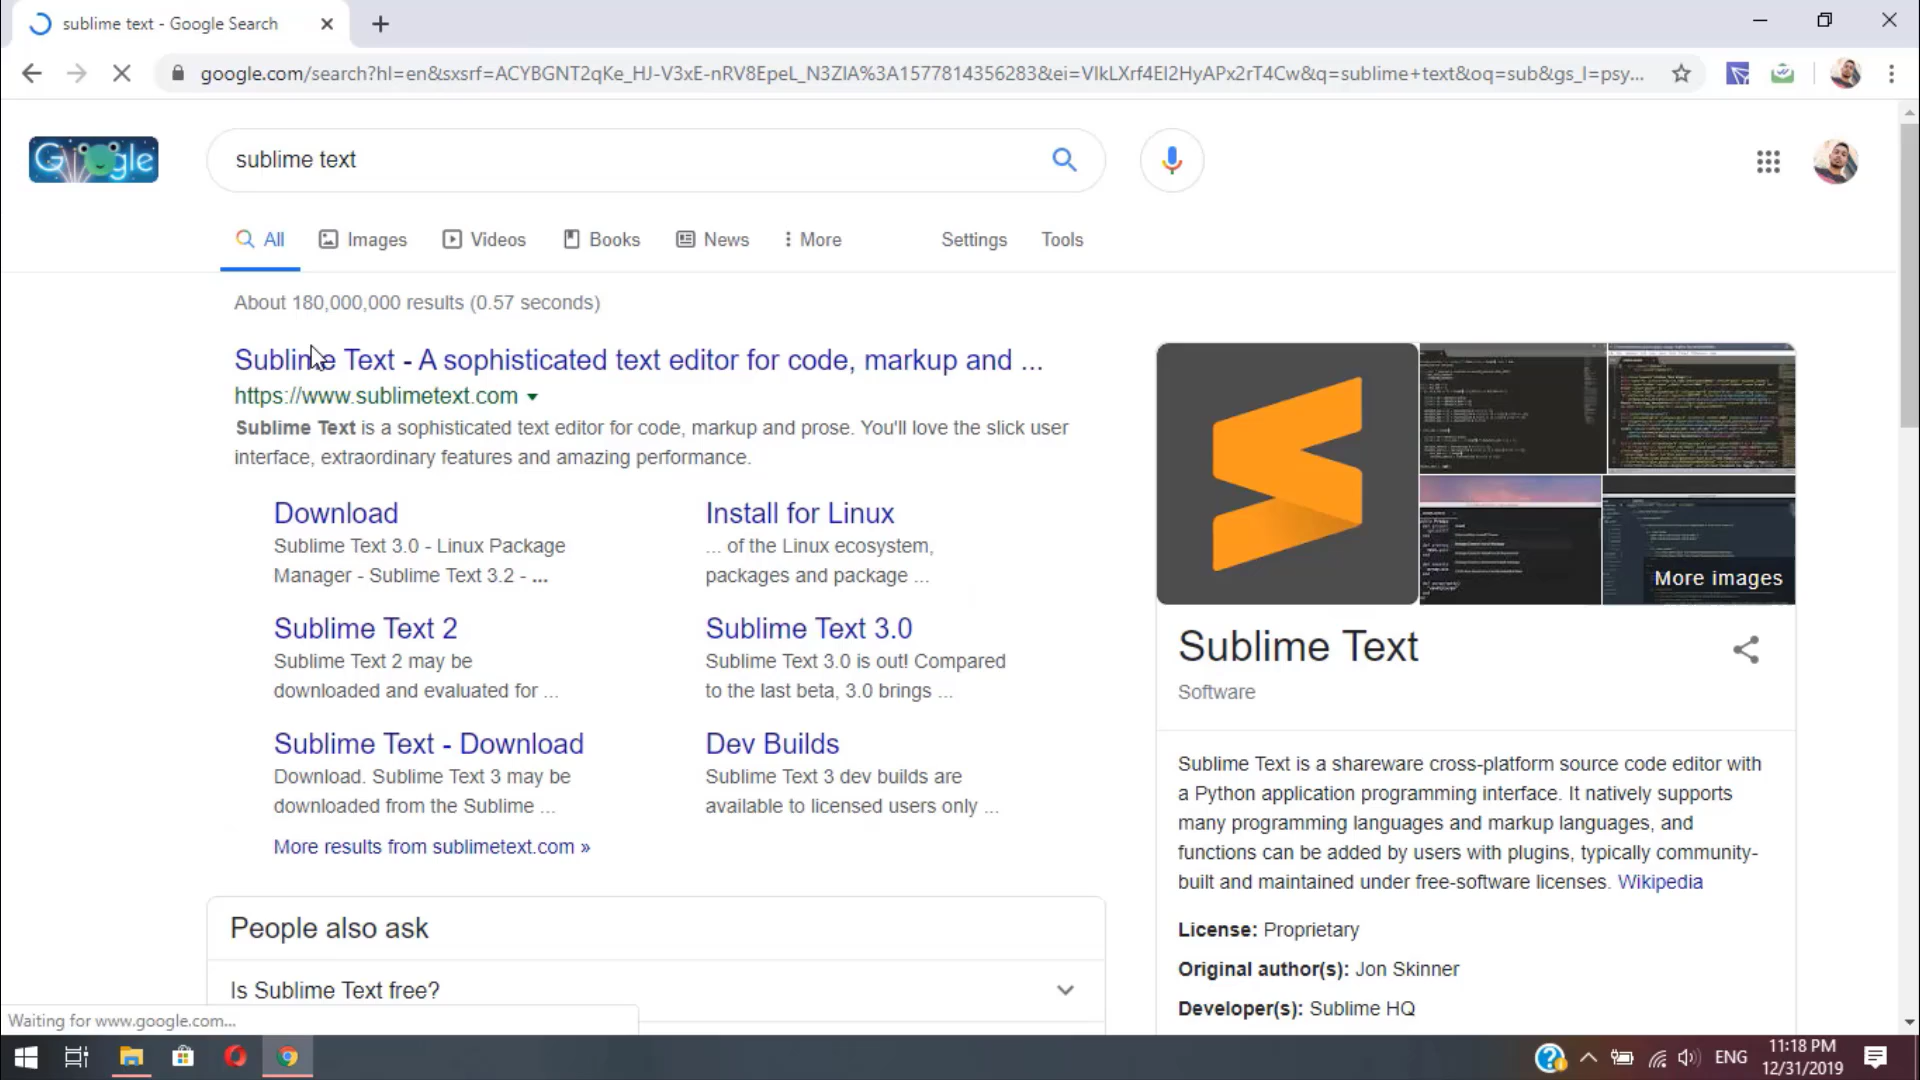 sublime text - Google Search
google.com/search?hl=en&sxsrf=ACYBGNT2qKe_HJ-V3xE-nRV8EpeL_N3ZIA%3A1577814356283&ei=VIkLXrf4EI2HyAPx2rT4Cw&q=sublime+text&oq=sub&gs_l=psy...
Google
sublime text
All Images Videos Books News More Settings Tools
About 180,000,000 results (0.57 seconds)
Sublime Text - A sophisticated text editor for code, markup and ...
https://www.sublimetext.com
Sublime Text is a sophisticated text editor for code, markup and prose. You'll love the slick user
interface, extraordinary features and amazing performance.
Download
Sublime Text 3.0 - Linux Package
Manager - Sublime Text 3.2 - ...
Install for Linux
... of the Linux ecosystem,
packages and package ...
Sublime Text 2
Sublime Text 2 may be
downloaded and evaluated for ...
Sublime Text 3.0
Sublime Text 3.0 is out! Compared
to the last beta, 3.0 brings ...
Sublime Text - Download
Download. Sublime Text 3 may be
downloaded from the Sublime ...
Dev Builds
Sublime Text 3 dev builds are
available to licensed users only ...
More results from sublimetext.com »
People also ask
Is Sublime Text free?
More images
Sublime Text
Software
Sublime Text is a shareware cross-platform source code editor with
a Python application programming interface. It natively supports
many programming languages and markup languages, and
functions can be added by users with plugins, typically community-
built and maintained under free-software licenses. Wikipedia
License: Proprietary
Original author(s): Jon Skinner
Developer(s): Sublime HQ
Waiting for www.google.com...
ENG
11:18 PM
12/31/2019